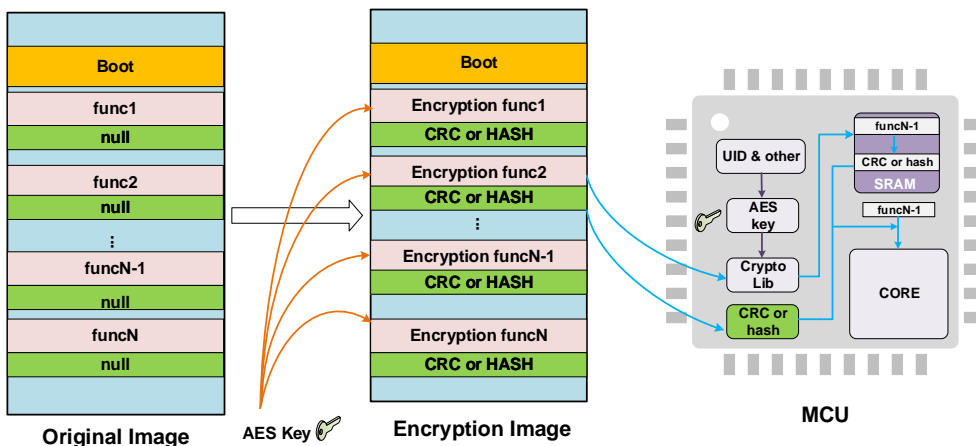 Boot
func1
null
func2
null
⋮
funcN-1
null
funcN
null
Original Image
AES Key
Boot
Encryption func1
CRC or HASH
Encryption func2
CRC or HASH
⋮
Encryption funcN-1
CRC or HASH
Encryption funcN
CRC or HASH
Encryption Image
UID & other
AES
key
Crypto
Lib
CRC or
hash
funcN-1
CRC or hash
SRAM
funcN-1
CORE
MCU